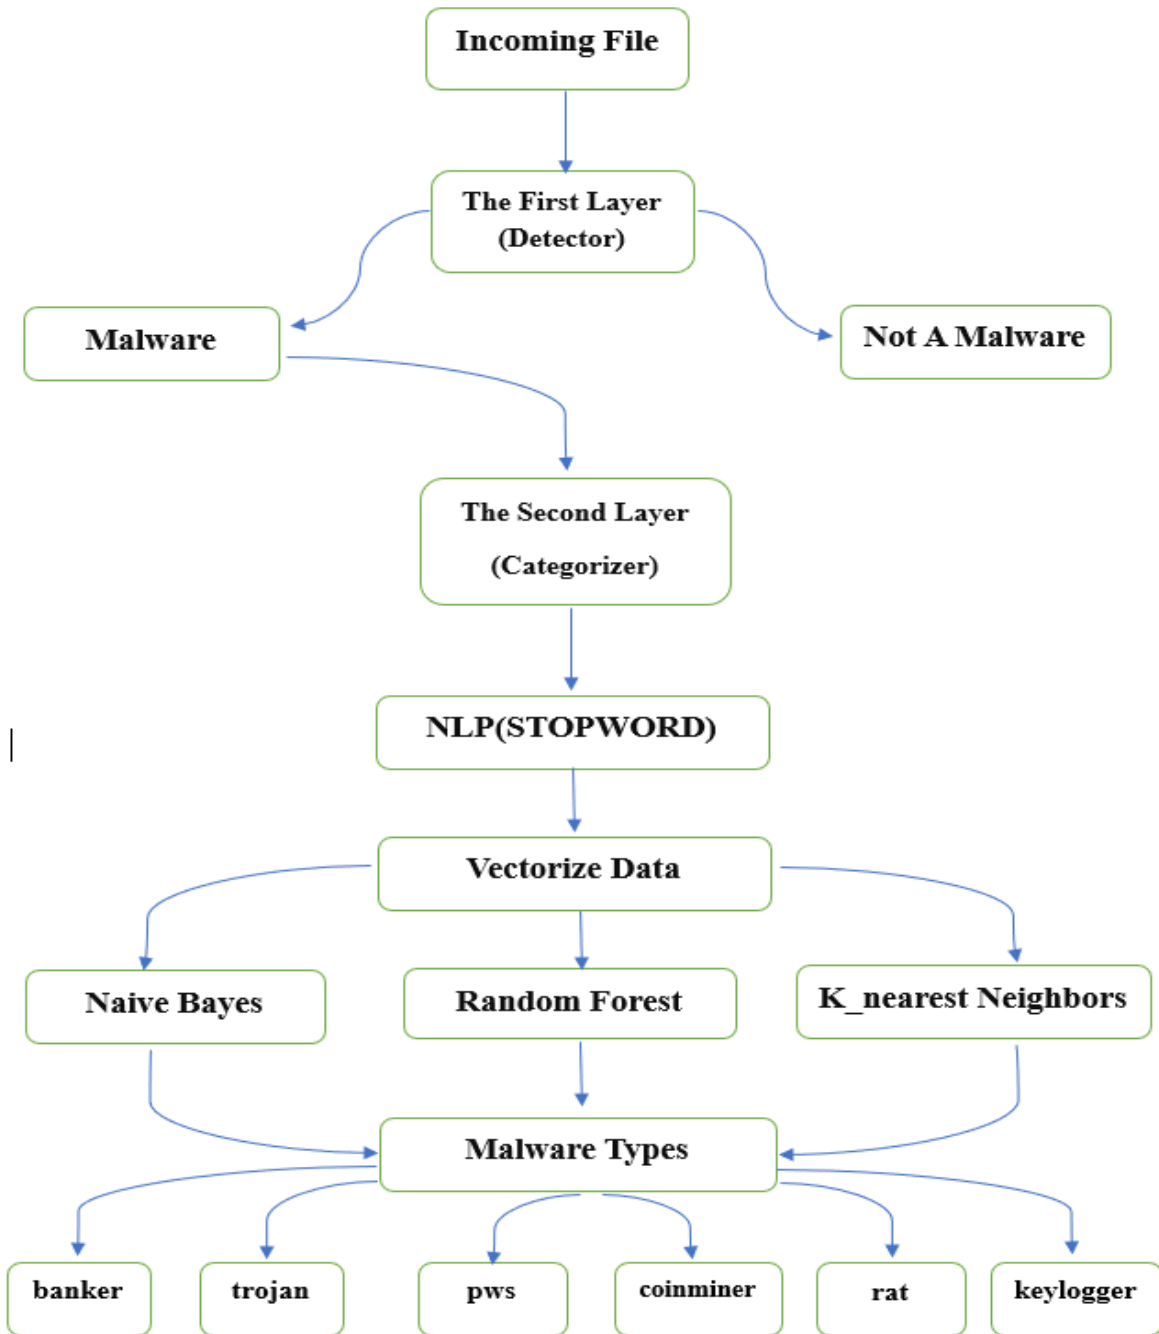 Incoming File
The First Layer
(Detector)
Malware
Not A Malware
The Second Layer
(Categorizer)
NLP(STOPWORD)
Vectorize Data
Naive Bayes
Random Forest
K_nearest Neighbors
Malware Types
banker
trojan
pws
coinminer
rat
keylogger